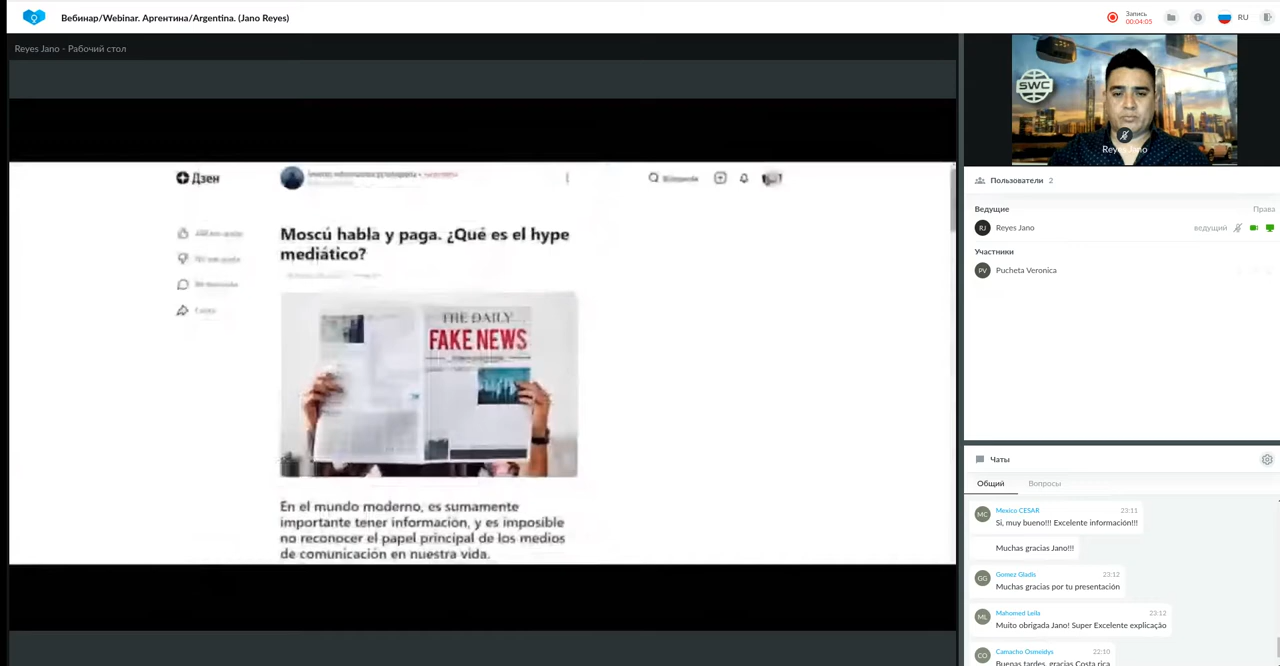 Вебинар/Webinar. Аргентина/Argentina. (Jano Reyes)
Запись
00:04:05
RU
Reyes Jano - Рабочий стол
Дзен
Búsqueda
Moscú habla y paga. ¿Qué es el hype
mediático?
THE DAILY
FAKE NEWS
En el mundo moderno, es sumamente
importante tener información, y es imposible
no reconocer el papel principal de los medios
de comunicación en nuestra vida.
SWC
Reyes Jano
Пользователи 2
Ведущие Права
RJ Reyes Jano ведущий
Участники
PV Pucheta Veronica
Чаты
Общий Вопросы
MC Mexico CESAR 23:11
Si, muy bueno!!! Excelente información!!!
Muchas gracias Jano!!!
GG Gomez Gladis 23:12
Muchas gracias por tu presentación
ML Mahomed Leila 23:12
Muito obrigada Jano! Super Excelente explicação
CO Camacho Osmeidys 22:10
Buenas tardes, gracias Costa rica